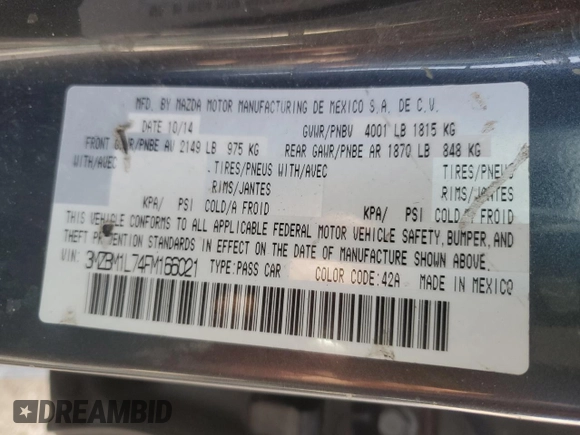 MFD. BY MAZDA MOTOR MANUFACTURING DE MEXICO S.A. DE C.V.
DATE 10/14 GVWR/PNBV 4001 LB 1815 KG
FRONT GAWR/PNBE AV 2149 LB 975 KG REAR GAWR/PNBE AR 1870 LB 848 KG
WITH/AVEC . TIRES/PNEUS WITH/AVEC . TIRES/PNEUS
RIMS/JANTES RIMS/JANTES
KPA/ PSI COLD/A FROID KPA/ PSI COLD/A FROID
THIS VEHICLE CONFORMS TO ALL APPLICABLE FEDERAL MOTOR VEHICLE SAFETY, BUMPER, AND
THEFT PREVENTION STANDARDS IN EFFECT ON THE DATE OF MANUFACTURE SHOWN ABOVE.
VIN: 3MZBM1L74FM166021 TYPE:PASS CAR COLOR CODE:42A MADE IN MEXICO
DREAMBID